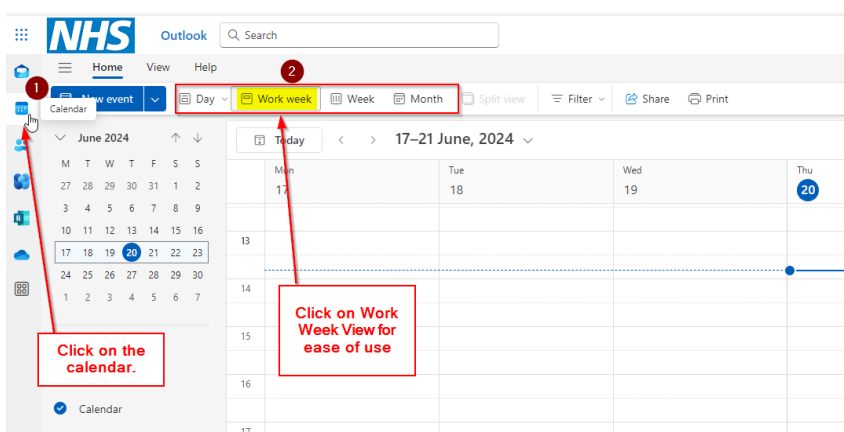 NHS Outlook Search
Home View Help
2
1
New event Day Work week Week Month Split view Filter Share Print
Calendar
June 2024 Today 17–21 June, 2024
M T W T F S S
Mon Tue Wed Thu
27 28 29 30 31 1 2
17 18 19 20
3 4 5 6 7 8 9
10 11 12 13 14 15 16
13
17 18 19 20 21 22 23
24 25 26 27 28 29 30
14
1 2 3 4 5 6 7
Click on Work
Week View for
ease of use
15
Click on the
calendar.
16
Calendar
17